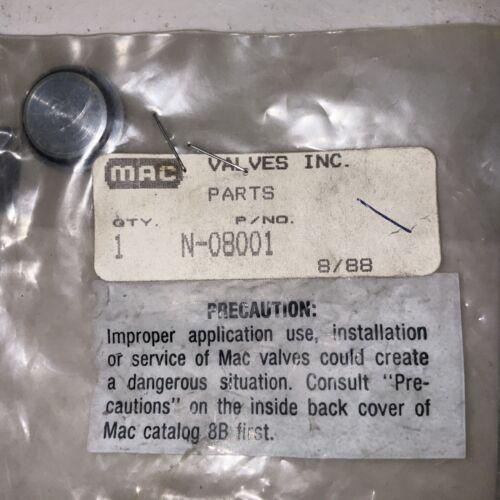 MAC VALVES INC.
PARTS
QTY. P/NO.
1 N-08001
8/88
PRECAUTION:
Improper application use, installation
or service of Mac valves could create
a dangerous situation. Consult "Pre-
cautions" on the inside back cover of
Mac catalog 8B first.